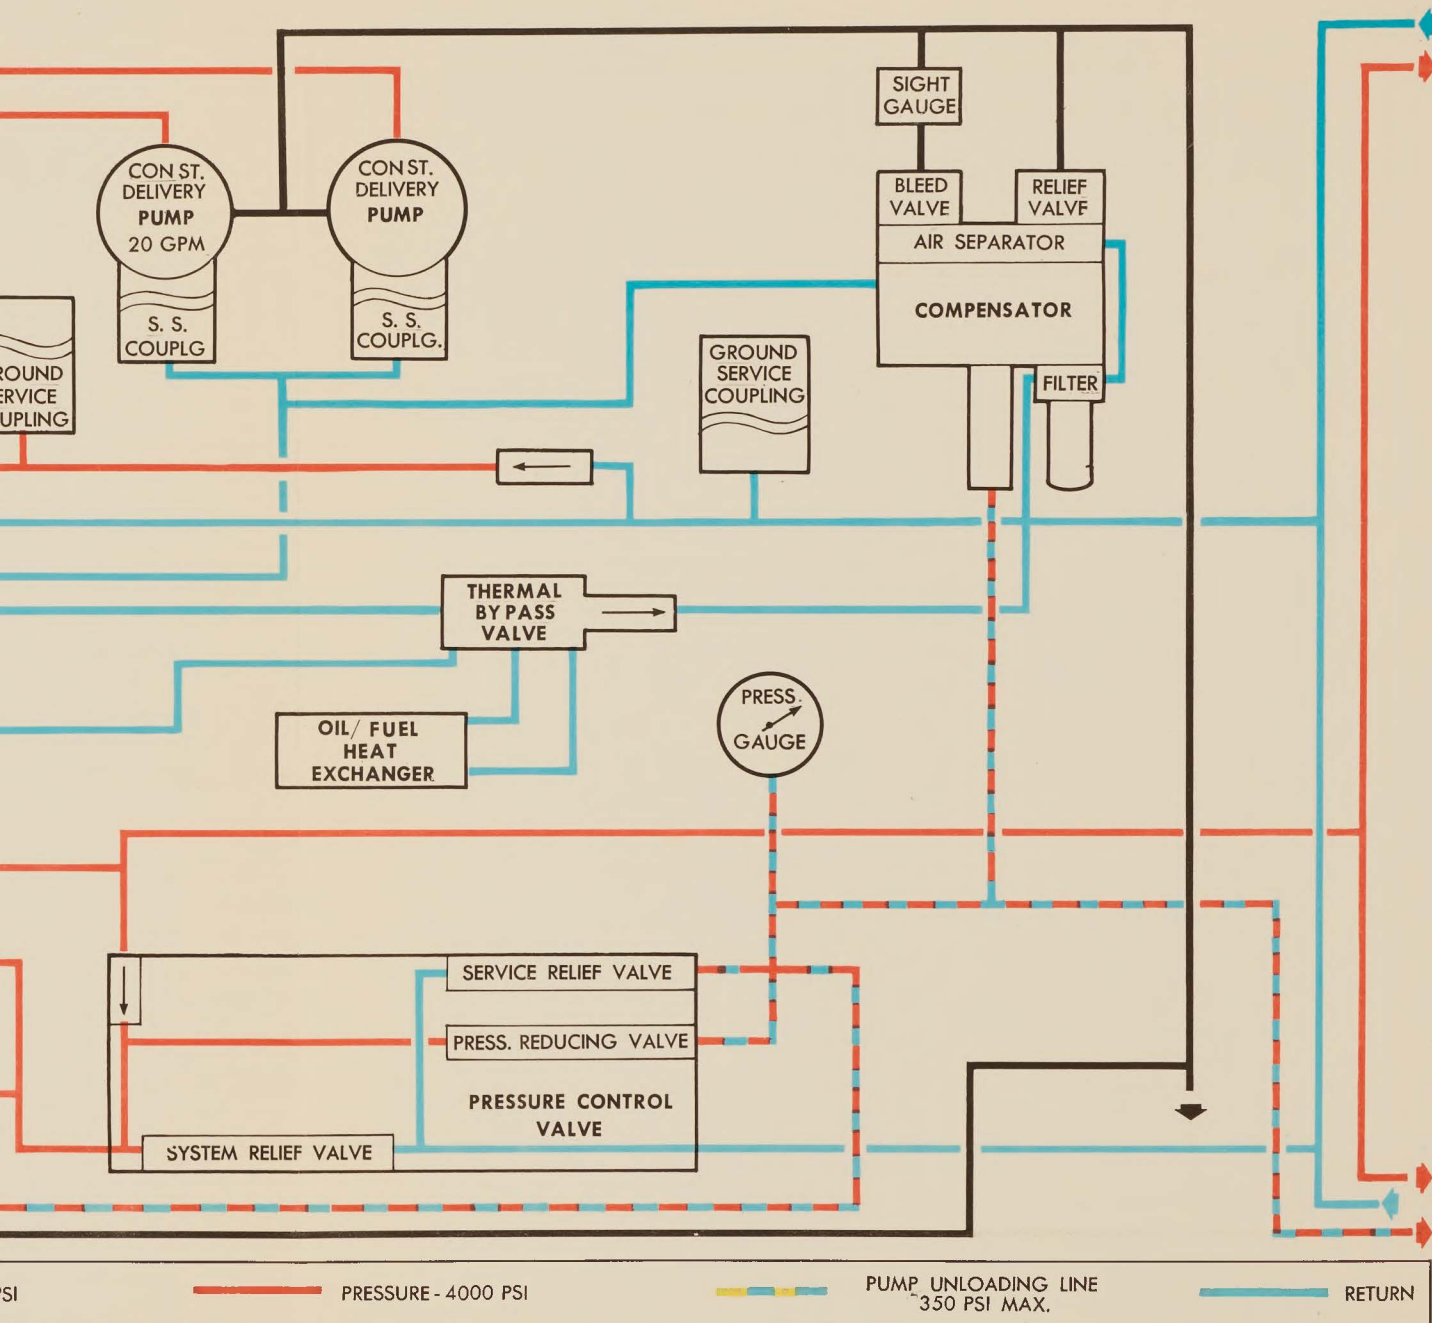 SIGHT
GAUGE
CONST.
DELIVERY
PUMP
20 GPM
CONST.
DELIVERY
PUMP
BLEED
VALVE
RELIEF
VALVE
AIR SEPARATOR
COMPENSATOR
S. S.
COUPLG
S. S.
COUPLG.
GROUND
SERVICE
COUPLING
FILTER
ROUND
ERVICE
UPLING
THERMAL
BY PASS
VALVE
OIL/ FUEL
HEAT
EXCHANGER
PRESS.
GAUGE
SERVICE RELIEF VALVE
PRESS. REDUCING VALVE
PRESSURE CONTROL
VALVE
SYSTEM RELIEF VALVE
PSI
PRESSURE - 4000 PSI
PUMP UNLOADING LINE
-350 PSI MAX.
RETURN